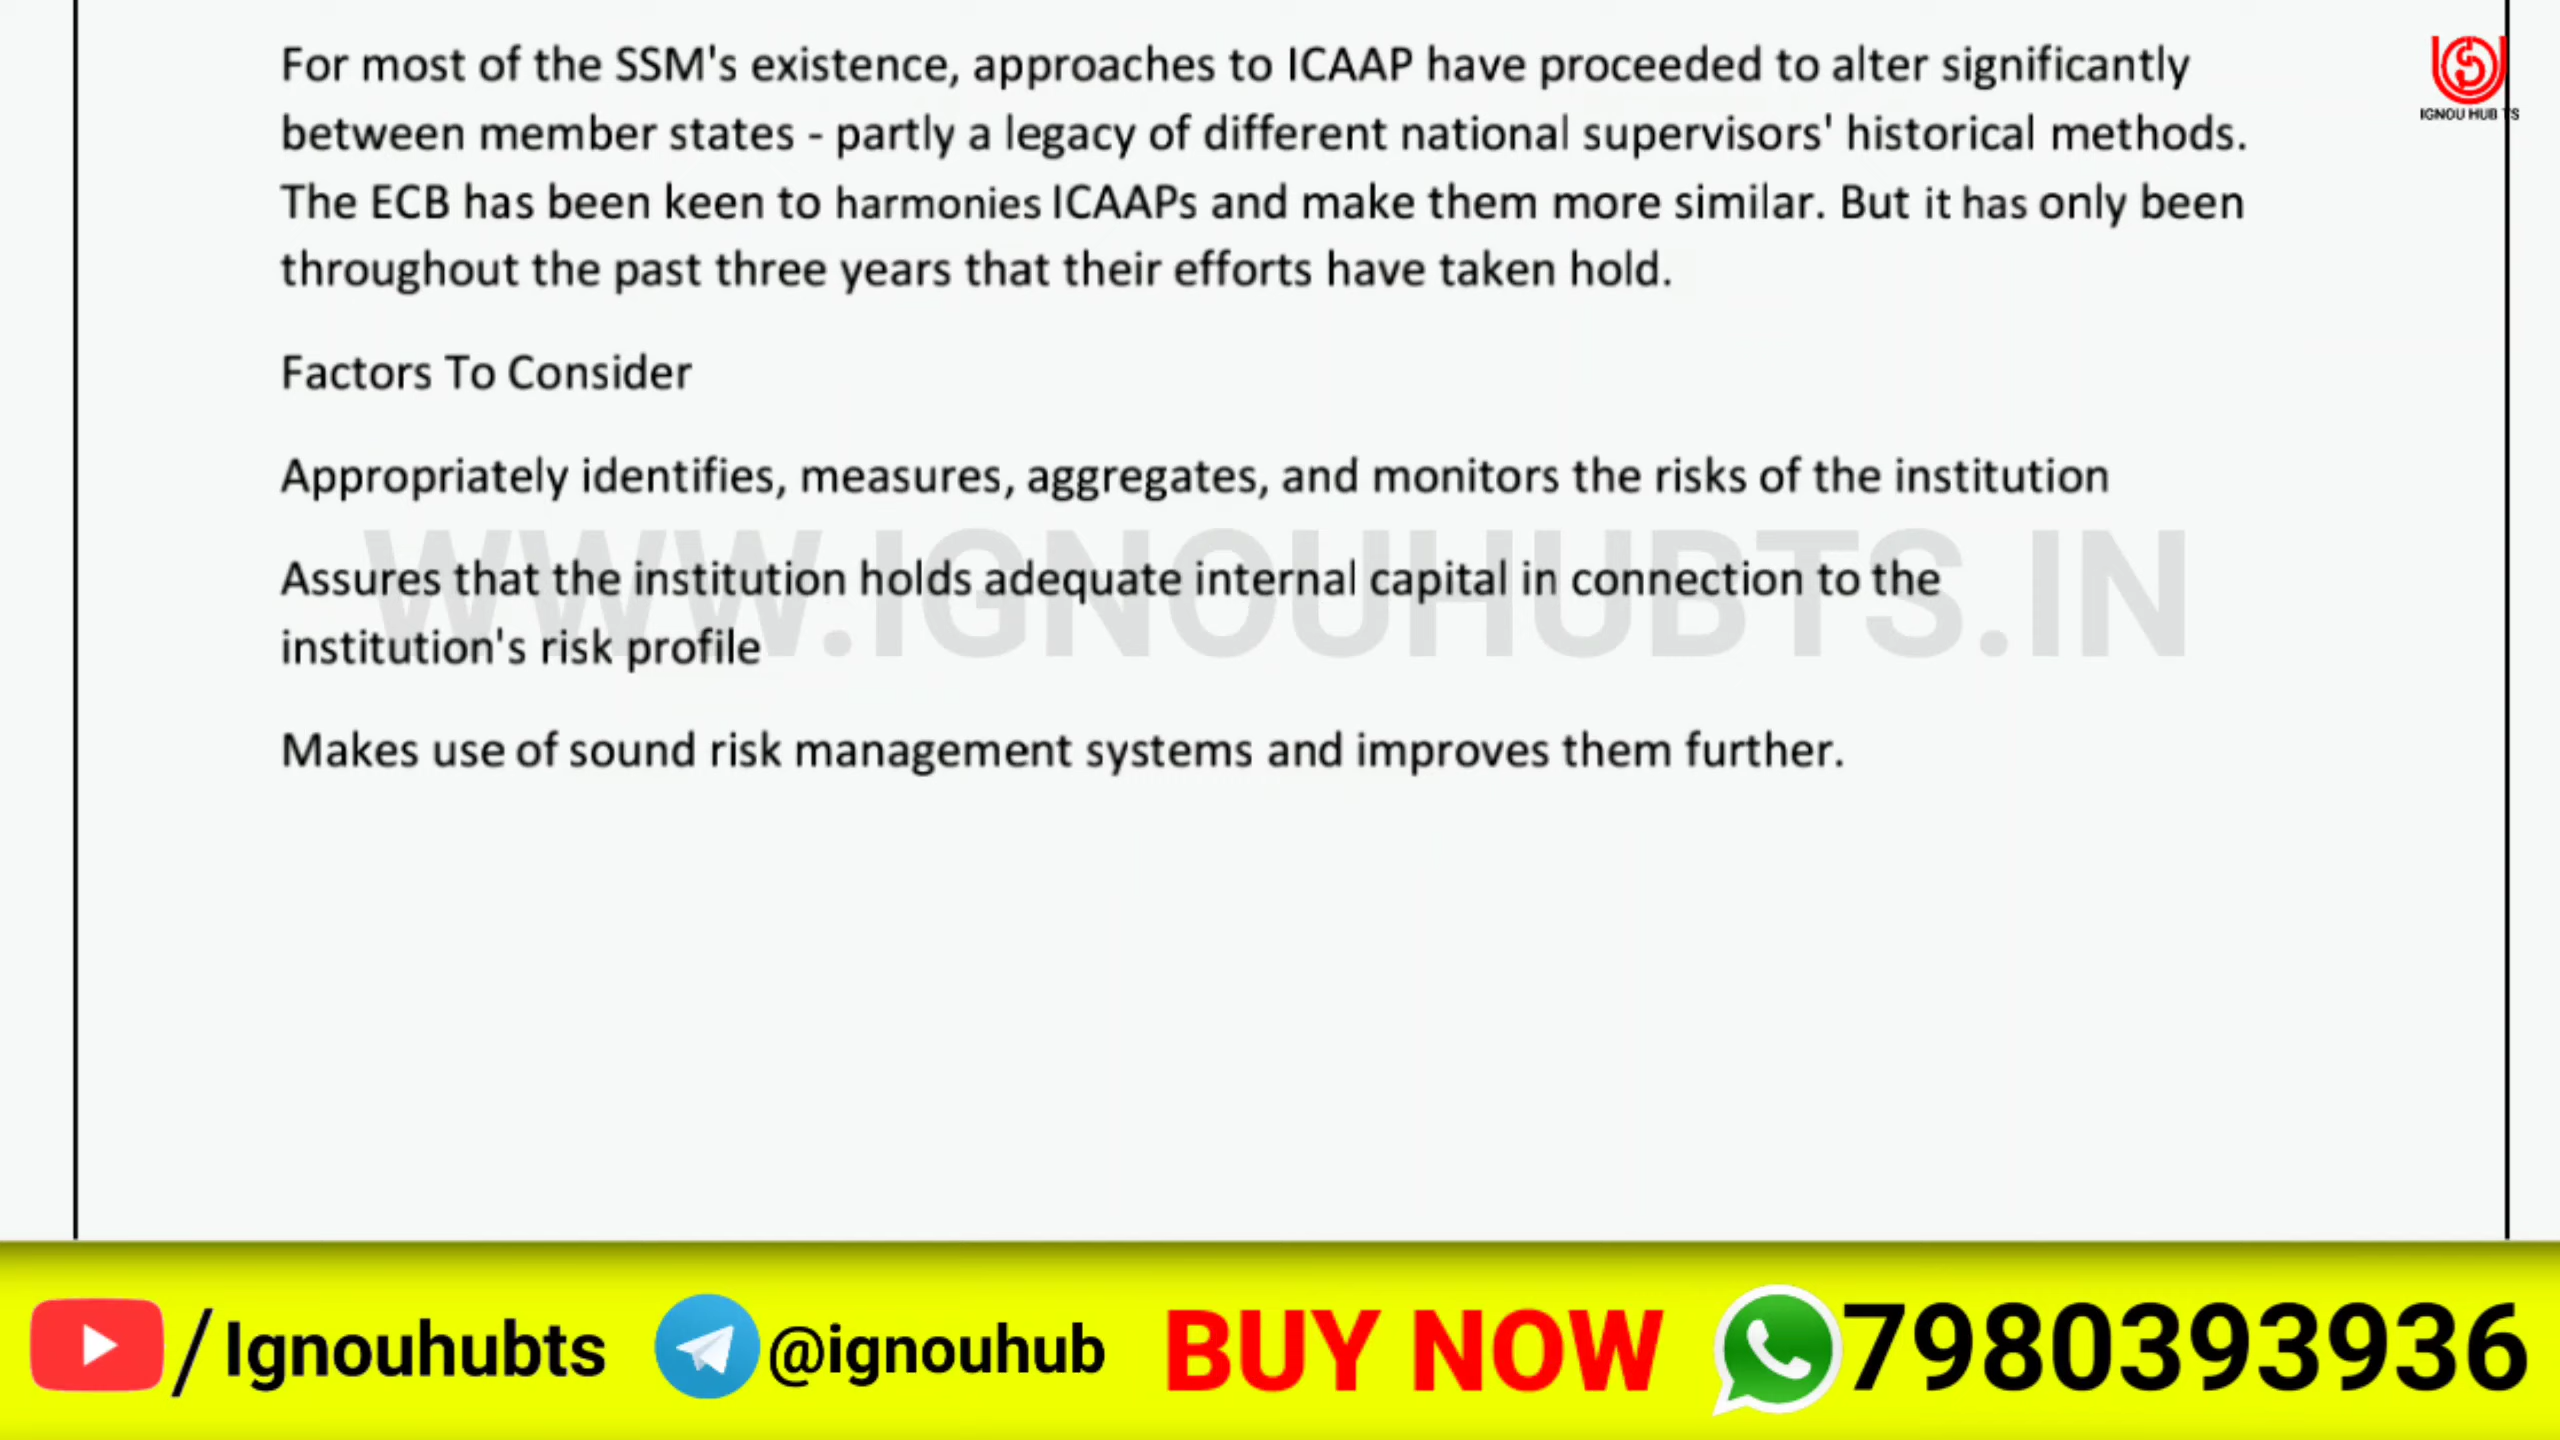 For most of the SSM's existence, approaches to ICAAP have proceeded to alter significantly
between member states - partly a legacy of different national supervisors' historical methods.
The ECB has been keen to harmonies ICAAPs and make them more similar. But it has only been
throughout the past three years that their efforts have taken hold.
IGNOU HUB TS
Factors To Consider
Appropriately identifies, measures, aggregates, and monitors the risks of the institution
WWW.IGNOUHUBTS.IN
Assures that the institution holds adequate internal capital in connection to the
institution's risk profile
Makes use of sound risk management systems and improves them further.
/Ignouhubts @ignouhub BUY NOW 7980393936